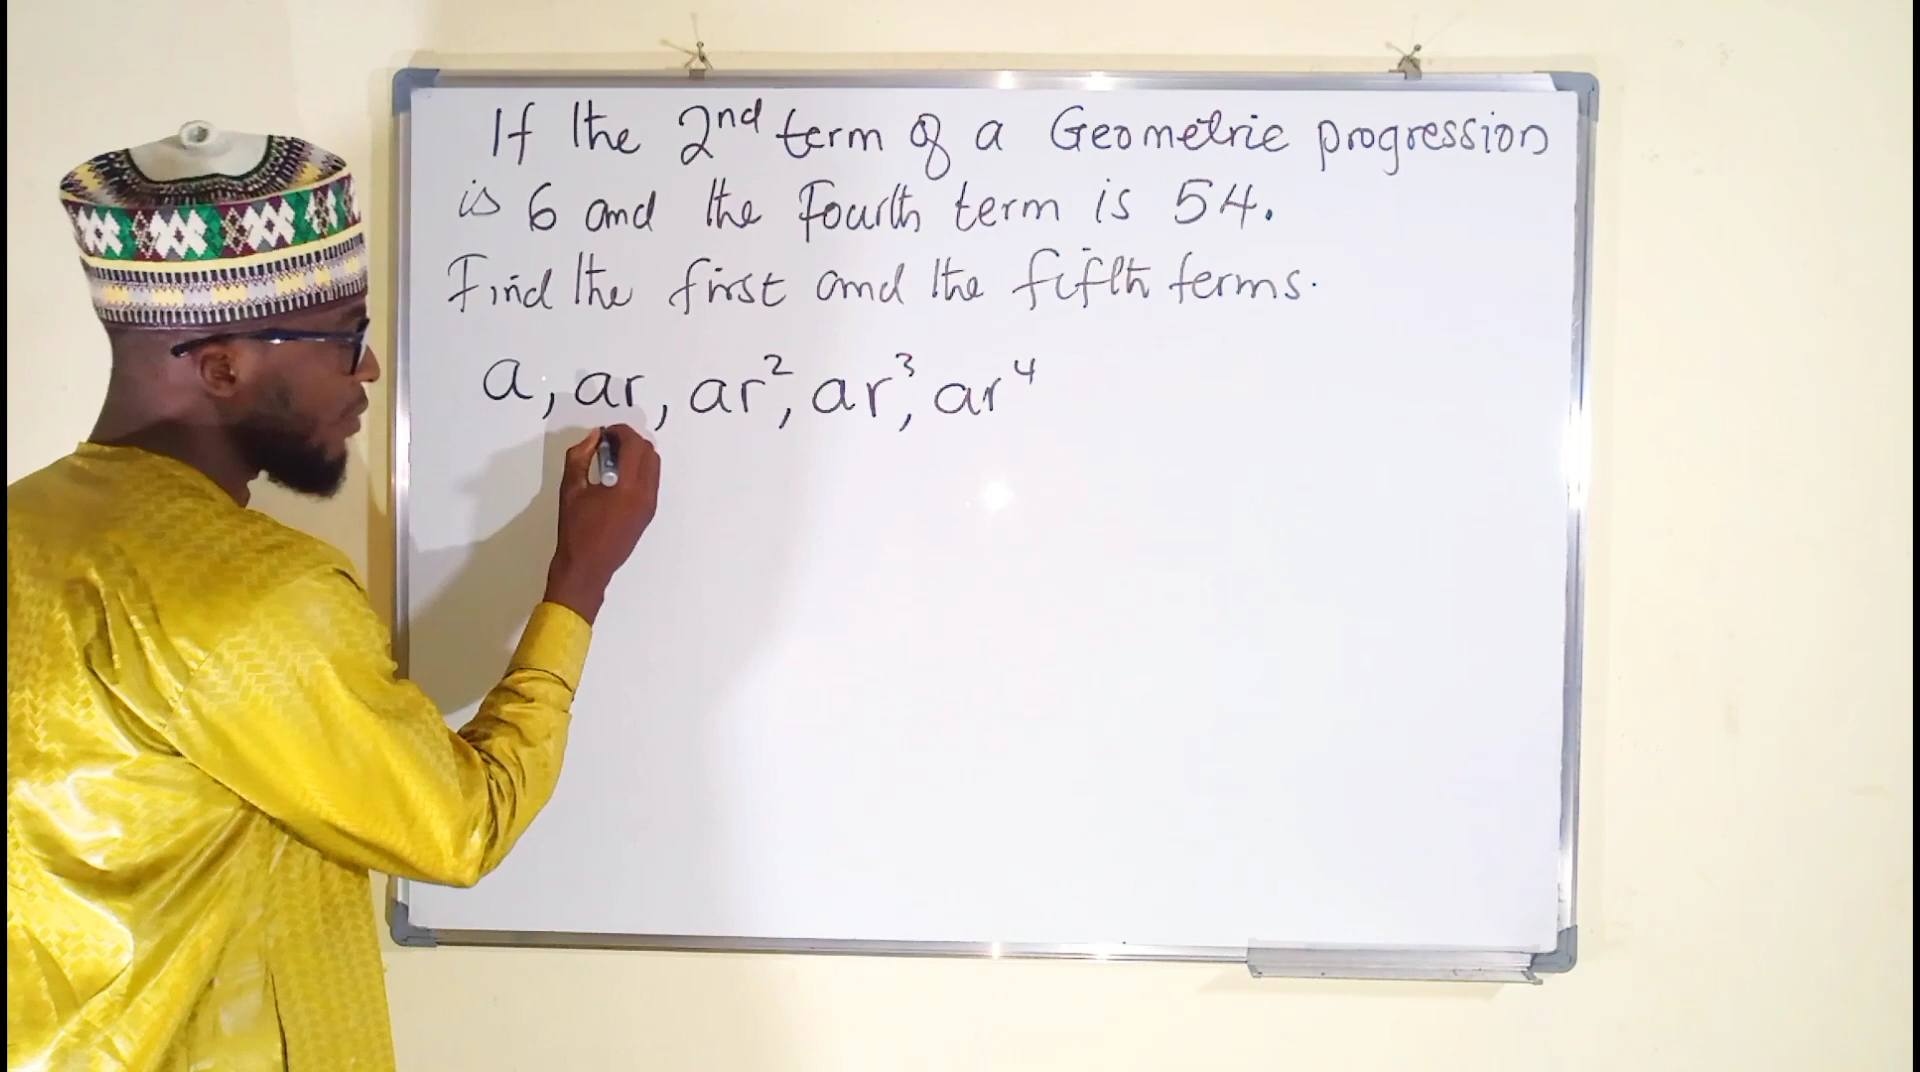 If the 2nd term of a Geometric progression
is 6 and the Fourth term is 54.
Find the first and the fifth terms.
a, ar, ar², ar³, ar⁴